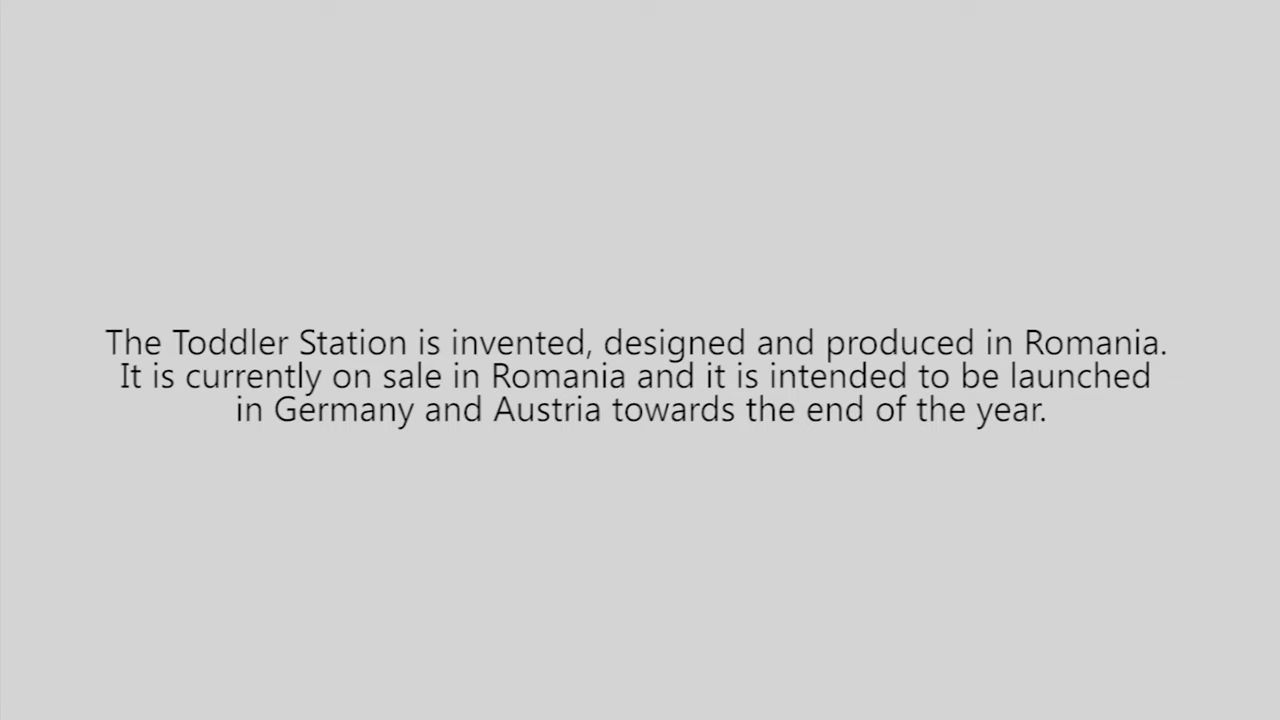 The Toddler Station is invented, designed and produced in Romania.
It is currently on sale in Romania and it is intended to be launched
in Germany and Austria towards the end of the year.